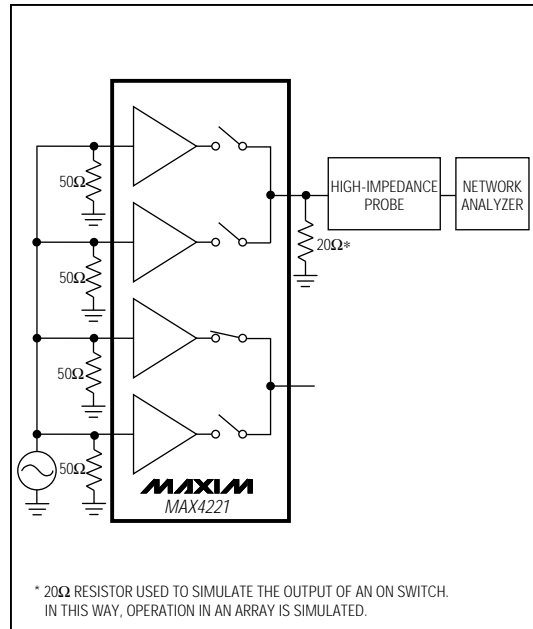 50Ω
50Ω
50Ω
50Ω
HIGH-IMPEDANCE
PROBE
NETWORK
ANALYZER
20Ω*
MAXIM
MAX4221
* 20Ω RESISTOR USED TO SIMULATE THE OUTPUT OF AN ON SWITCH.
IN THIS WAY, OPERATION IN AN ARRAY IS SIMULATED.